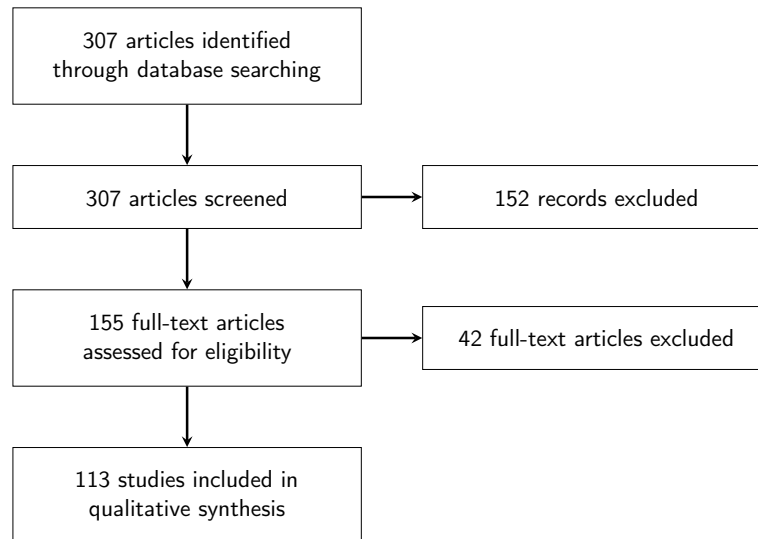 307 articles identified
through database searching
307 articles screened
152 records excluded
155 full-text articles
assessed for eligibility
42 full-text articles excluded
113 studies included in
qualitative synthesis